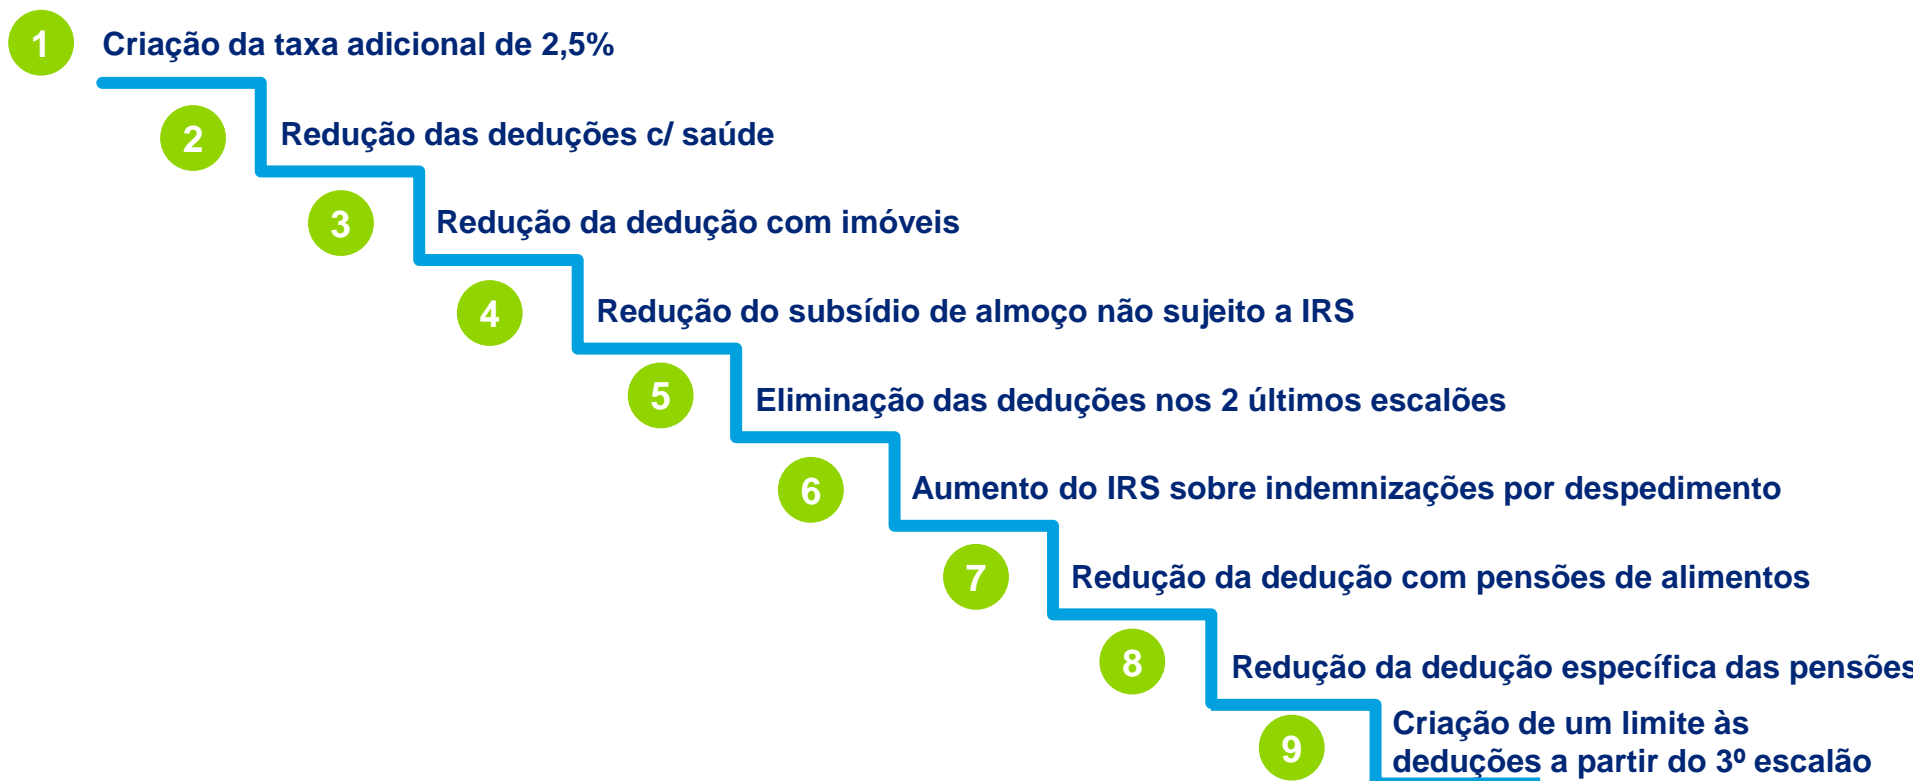 1 Criação da taxa adicional de 2,5%
2 Redução das deduções c/ saúde
3 Redução da dedução com imóveis
4 Redução do subsídio de almoço não sujeito a IRS
5 Eliminação das deduções nos 2 últimos escalões
6 Aumento do IRS sobre indemnizações por despedimento
7 Redução da dedução com pensões de alimentos
8 Redução da dedução específica das pensões
9 Criação de um limite às
deduções a partir do 3º escalão